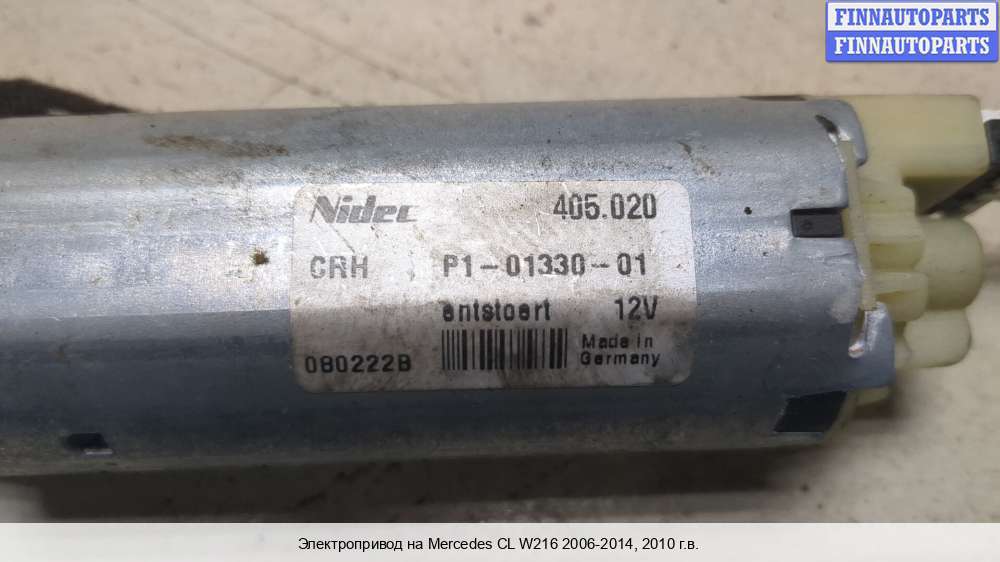 FINNAUTOPARTS
FINNAUTOPARTS
Nidec 405.020
CRH P1-01330-01
entstoert 12V
080222B Made in
Germany
Электропривод на Mercedes CL W216 2006-2014, 2010 г.в.